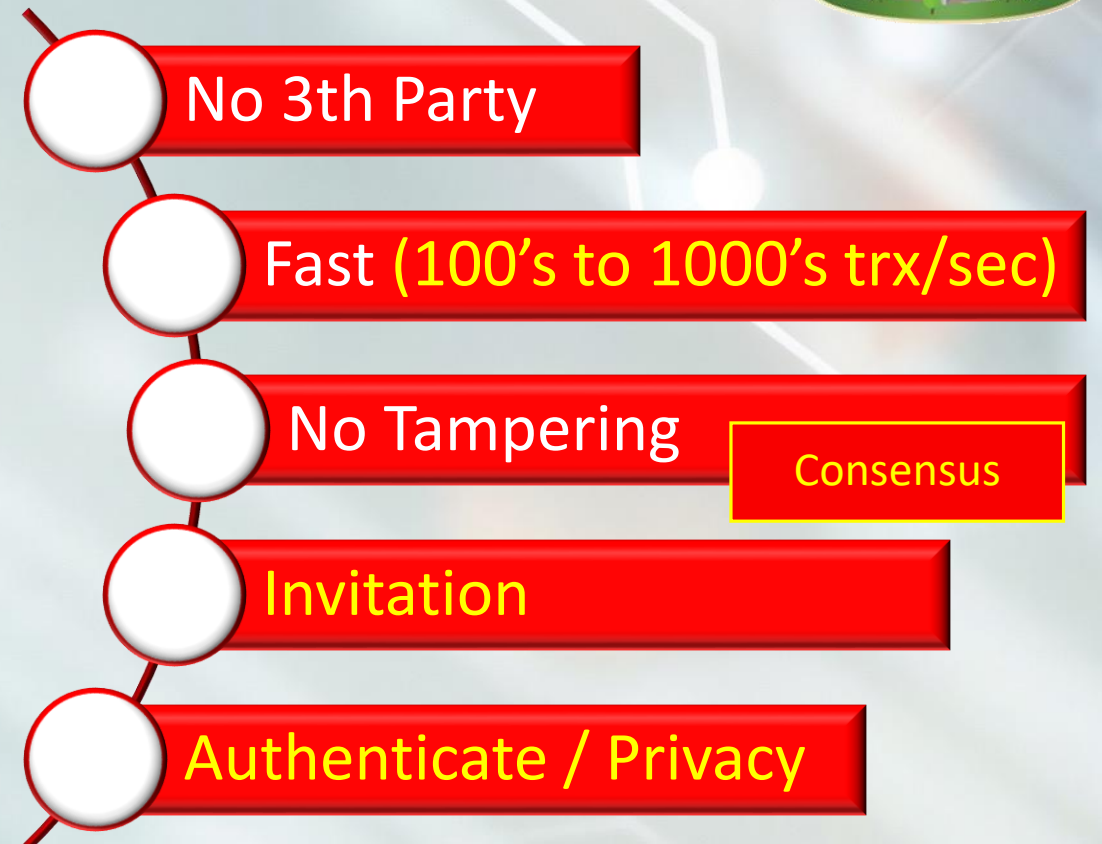 No 3th Party
Fast (100’s to 1000’s trx/sec)
No Tampering
Consensus
Invitation
Authenticate / Privacy